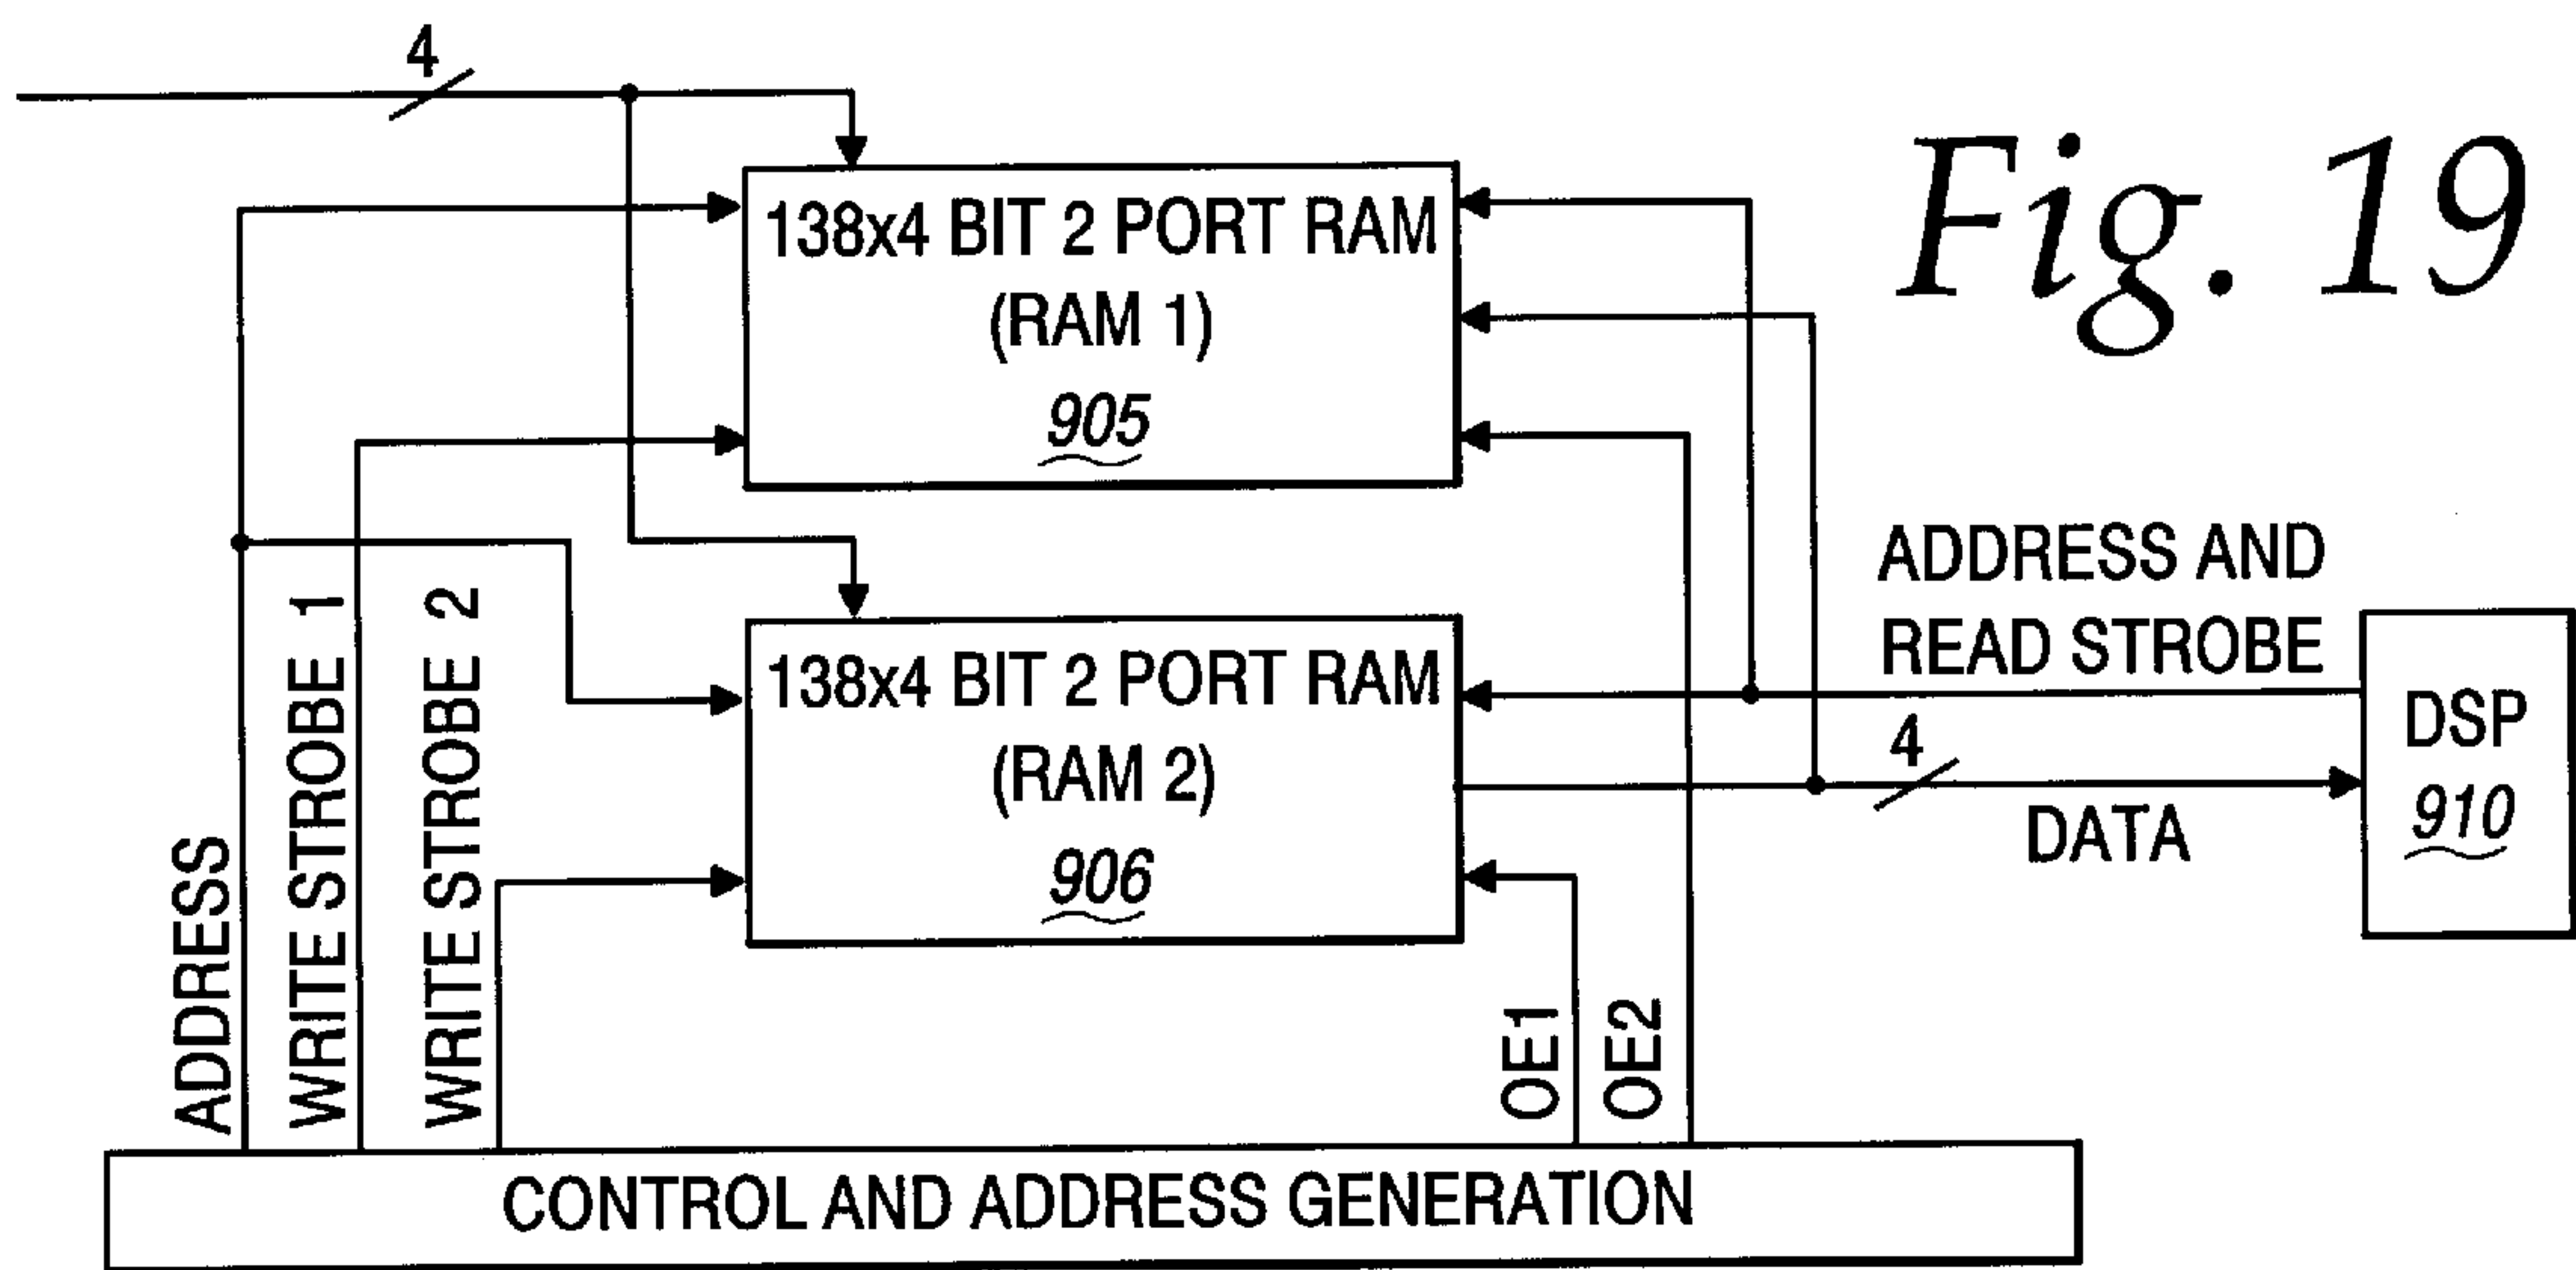 4
Fig. 19
138x4 BIT 2 PORT RAM
(RAM 1)
905
ADDRESS AND
READ STROBE
138x4 BIT 2 PORT RAM
(RAM 2)
906
4
DATA
DSP
910
ADDRESS
WRITE STROBE 1
WRITE STROBE 2
OE1
OE2
CONTROL AND ADDRESS GENERATION